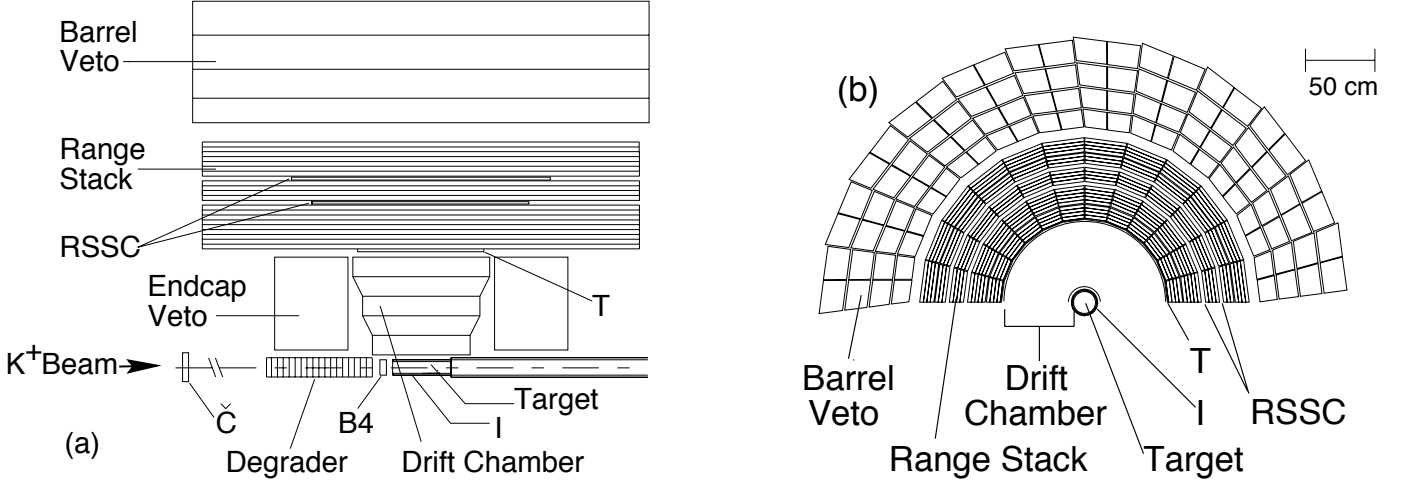 Barrel
Veto
Range
Stack
RSSC
Endcap
Veto
T
K+Beam
Č
B4
Target
I
(a)
Degrader
Drift Chamber
(b)
50 cm
Barrel
Veto
Drift
Chamber
T
I
RSSC
Range Stack
Target